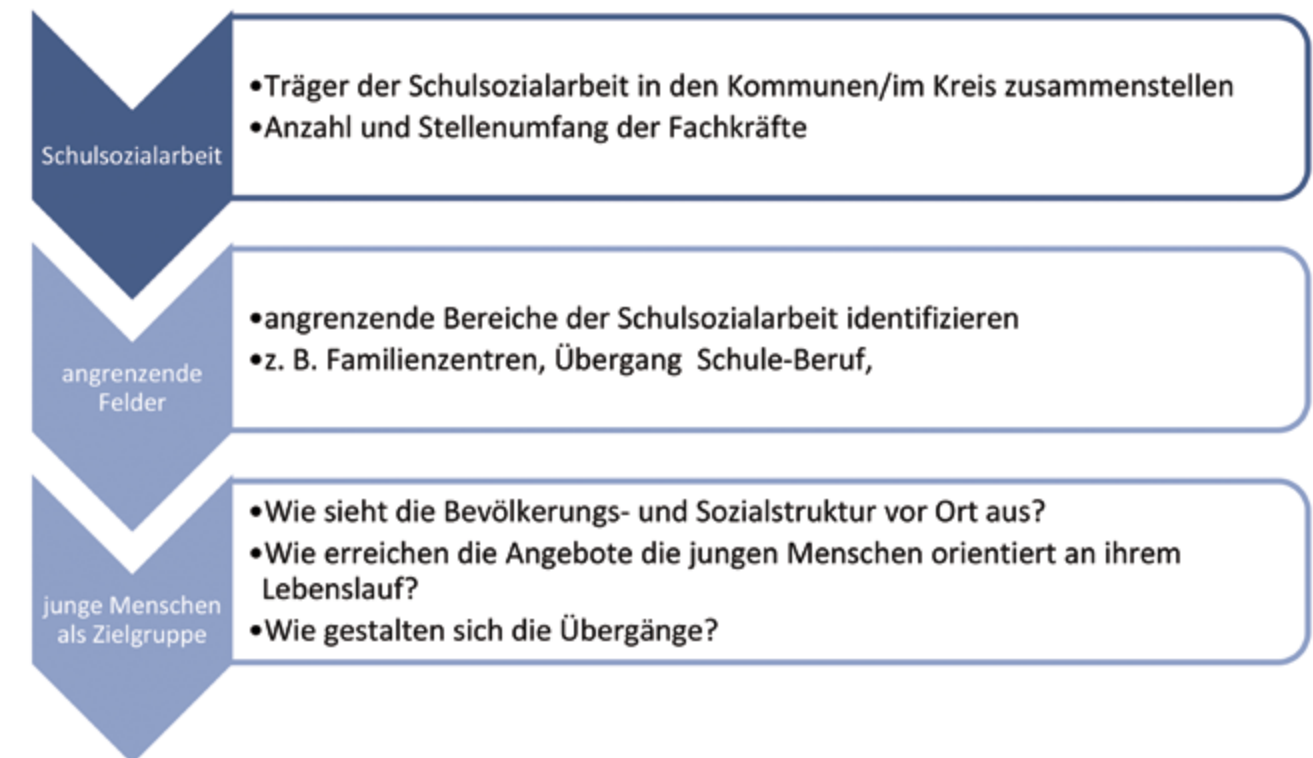 Schulsozialarbeit
•Träger der Schulsozialarbeit in den Kommunen/im Kreis zusammenstellen
•Anzahl und Stellenumfang der Fachkräfte
angrenzende
Felder
•angrenzende Bereiche der Schulsozialarbeit identifizieren
•z. B. Familienzentren, Übergang  Schule-Beruf,
junge Menschen
als Zielgruppe
•Wie sieht die Bevölkerungs- und Sozialstruktur vor Ort aus?
•Wie erreichen die Angebote die jungen Menschen orientiert an ihrem
Lebenslauf?
•Wie gestalten sich die Übergänge?